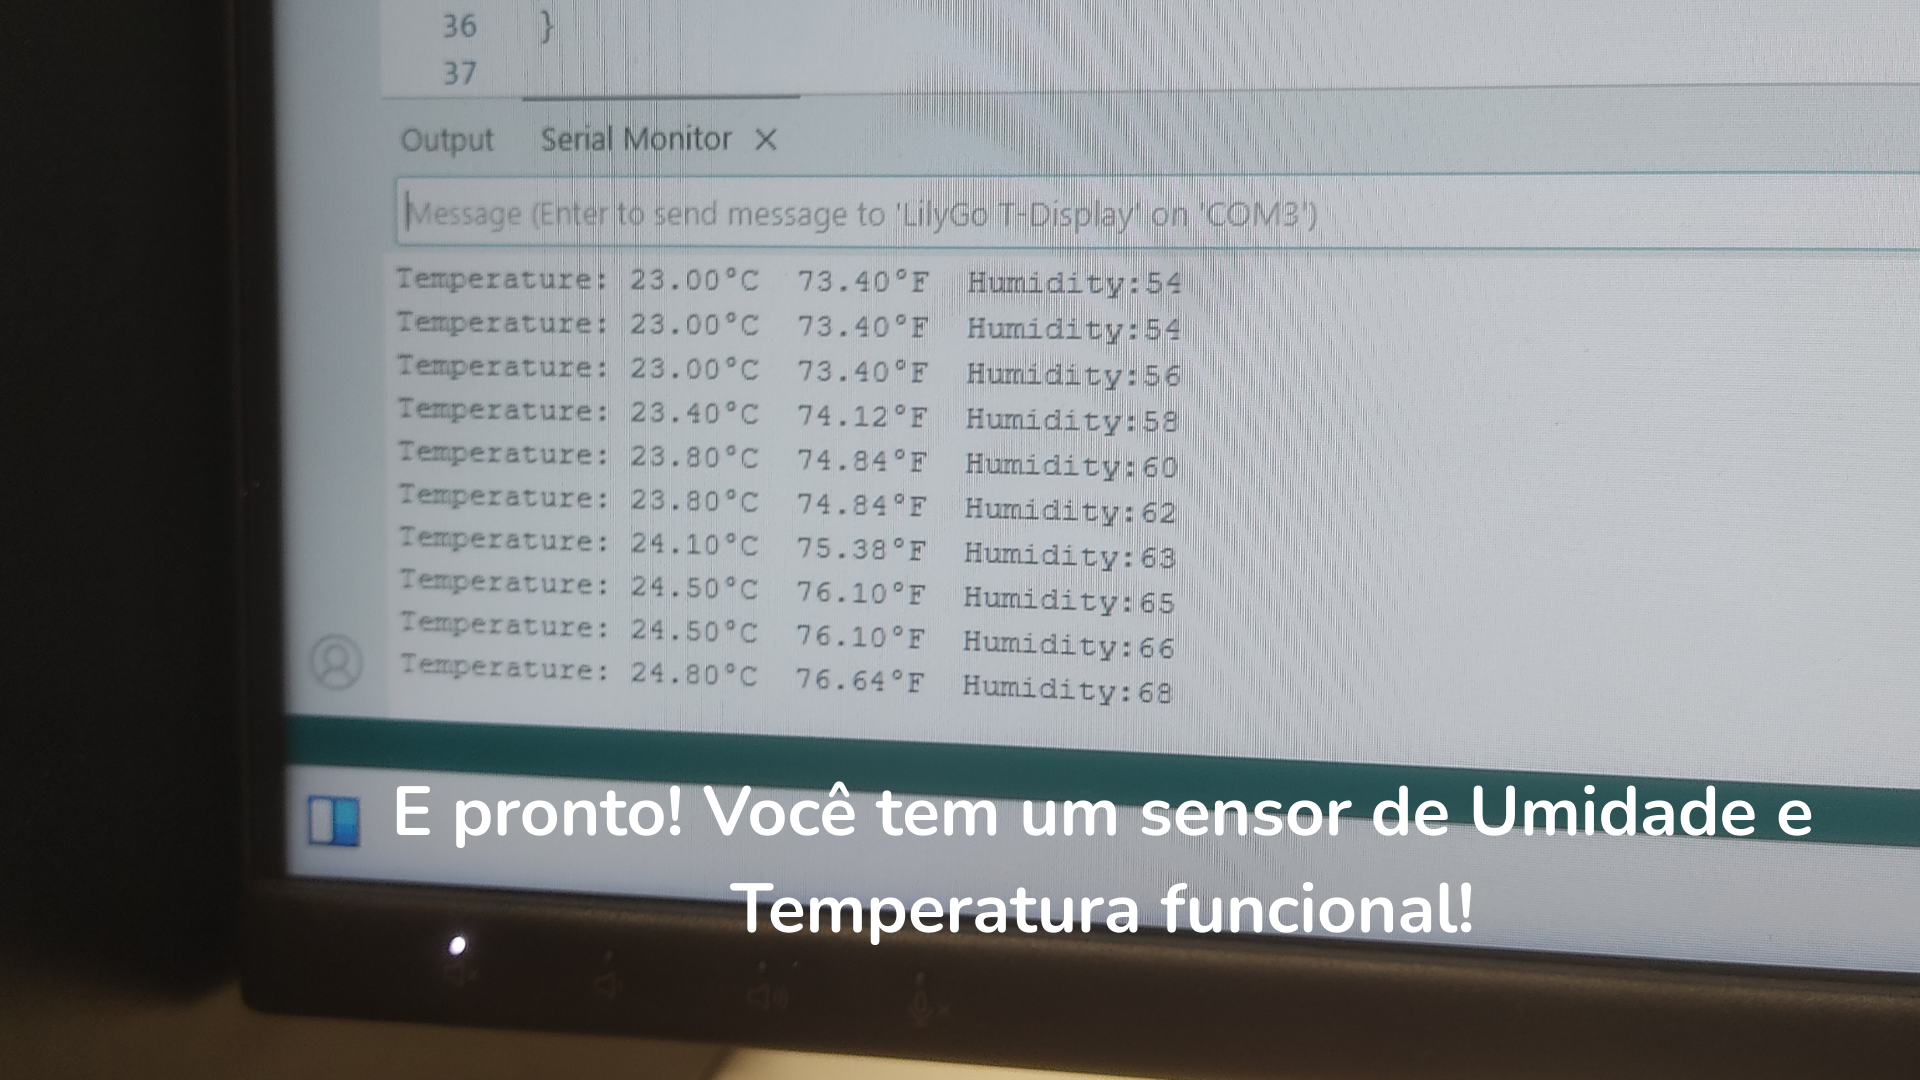 36 }
37
Output Serial Monitor
Message (Enter to send message to 'LilyGo T-Display' on 'COM3')
Temperature: 23.00°C 73.40°F Humidity:54
Temperature: 23.00°C 73.40°F Humidity:54
Temperature: 23.00°C 73.40°F Humidity:56
Temperature: 23.40°C 74.12°F Humidity:58
Temperature: 23.80°C 74.84°F Humidity:60
Temperature: 23.80°C 74.84°F Humidity:62
Temperature: 24.10°C 75.38°F Humidity:63
Temperature: 24.50°C 76.10°F Humidity:65
Temperature: 24.50°C 76.10°F Humidity:66
Temperature: 24.80°C 76.64°F Humidity:68
E pronto! Você tem um sensor de Umidade e
Temperatura funcional!